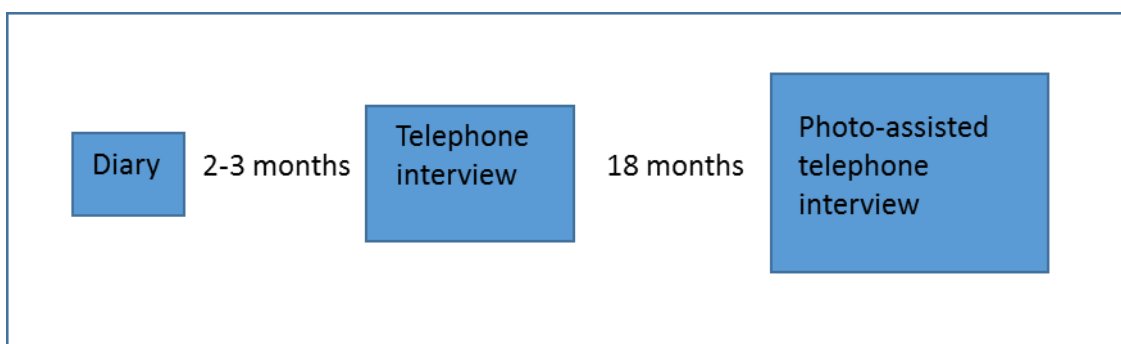 Diary
2-3 months
Telephone
interview
18 months
Photo-assisted
telephone
interview